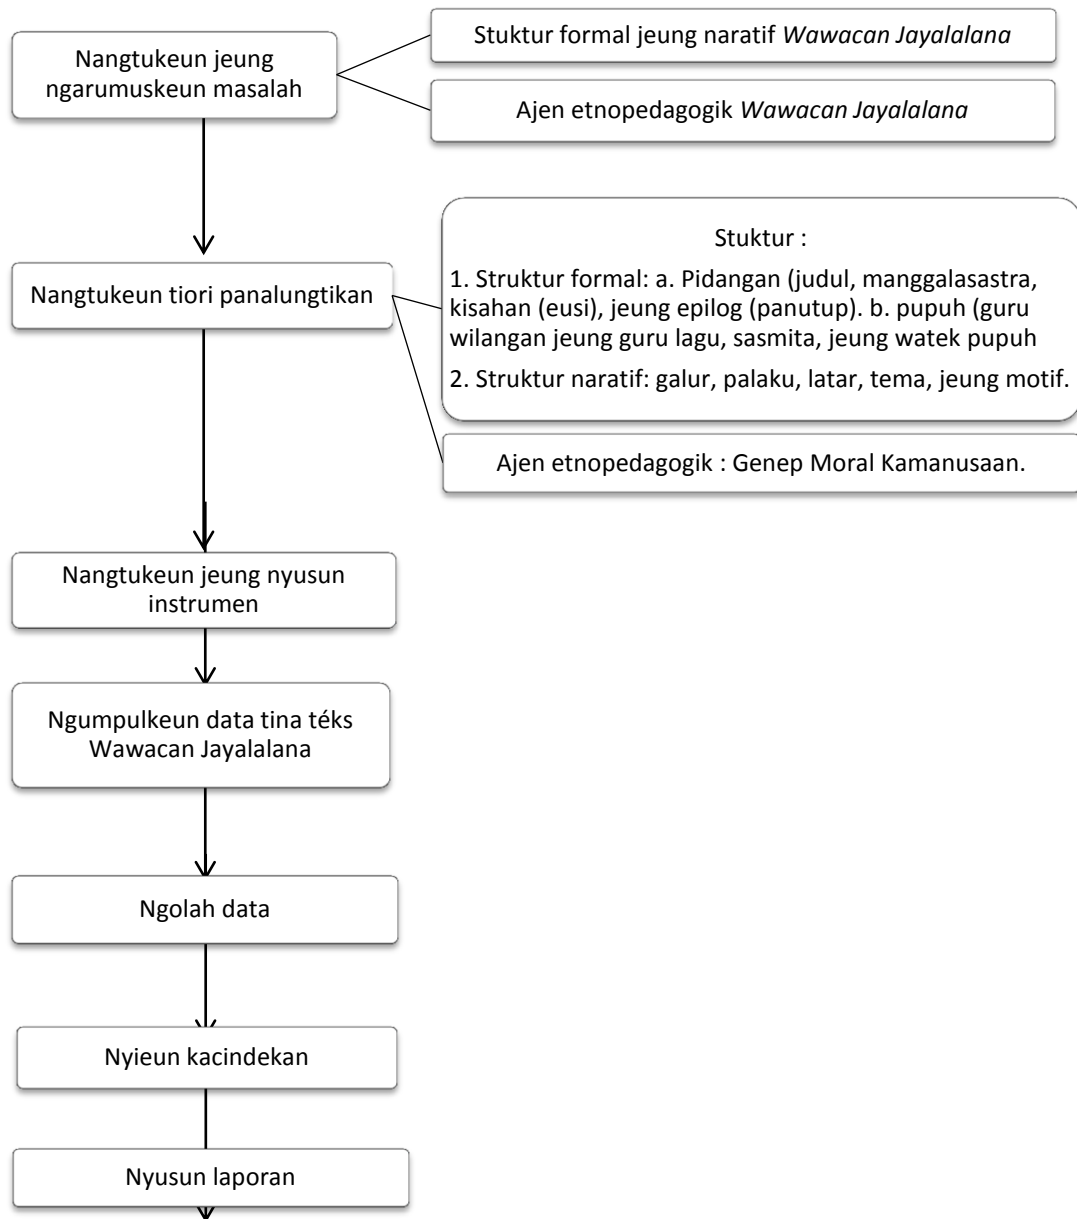 Nangtukeun jeung
ngarumuskeun masalah
Stuktur formal jeung naratif Wawacan Jayalalana
Ajen etnopedagogik Wawacan Jayalalana
Nangtukeun tiori panalungtikan
Stuktur :
1. Struktur formal: a. Pidangan (judul, manggalasastra,
kisahan (eusi), jeung epilog (panutup). b. pupuh (guru
wilangan jeung guru lagu, sasmita, jeung watek pupuh
2. Struktur naratif: galur, palaku, latar, tema, jeung motif.
Ajen etnopedagogik : Genep Moral Kamanusaan.
Nangtukeun jeung nyusun
instrumen
Ngumpulkeun data tina téks
Wawacan Jayalalana
Ngolah data
Nyieun kacindekan
Nyusun laporan